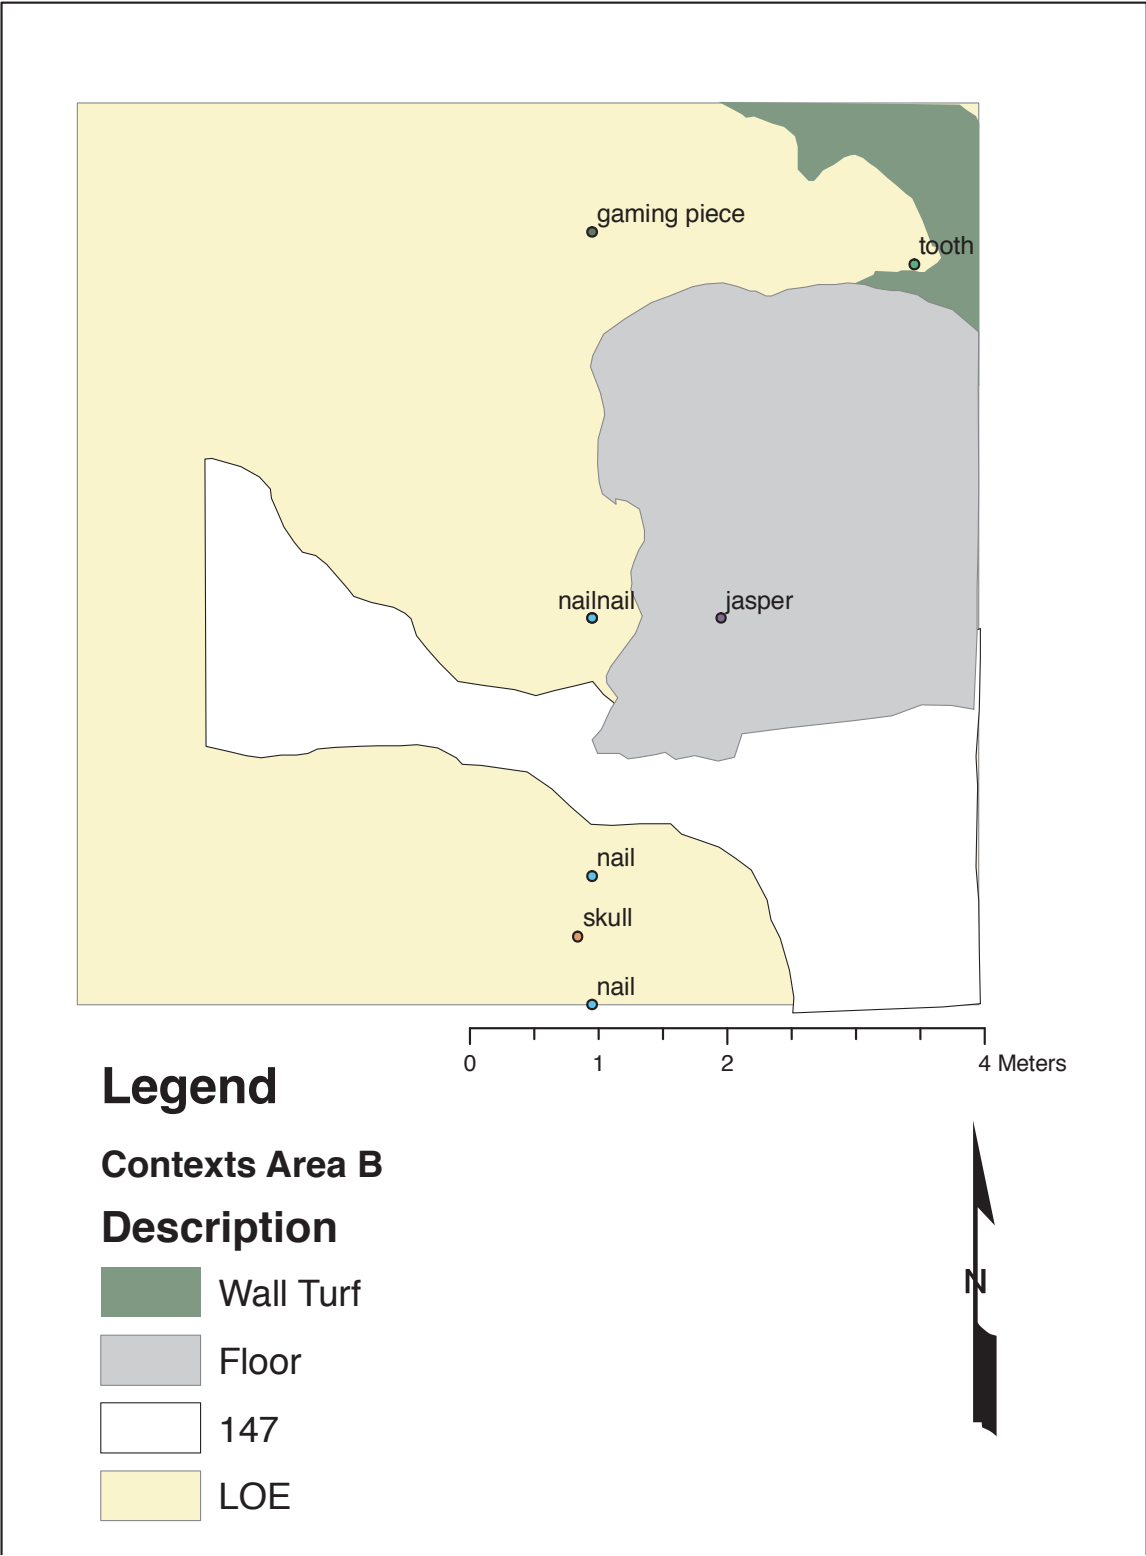 gaming piece
tooth
nailnail
jasper
nail
skull
nail
0 1 2 4 Meters
Legend
Contexts Area B
Description
Wall Turf
Floor
147
LOE
N